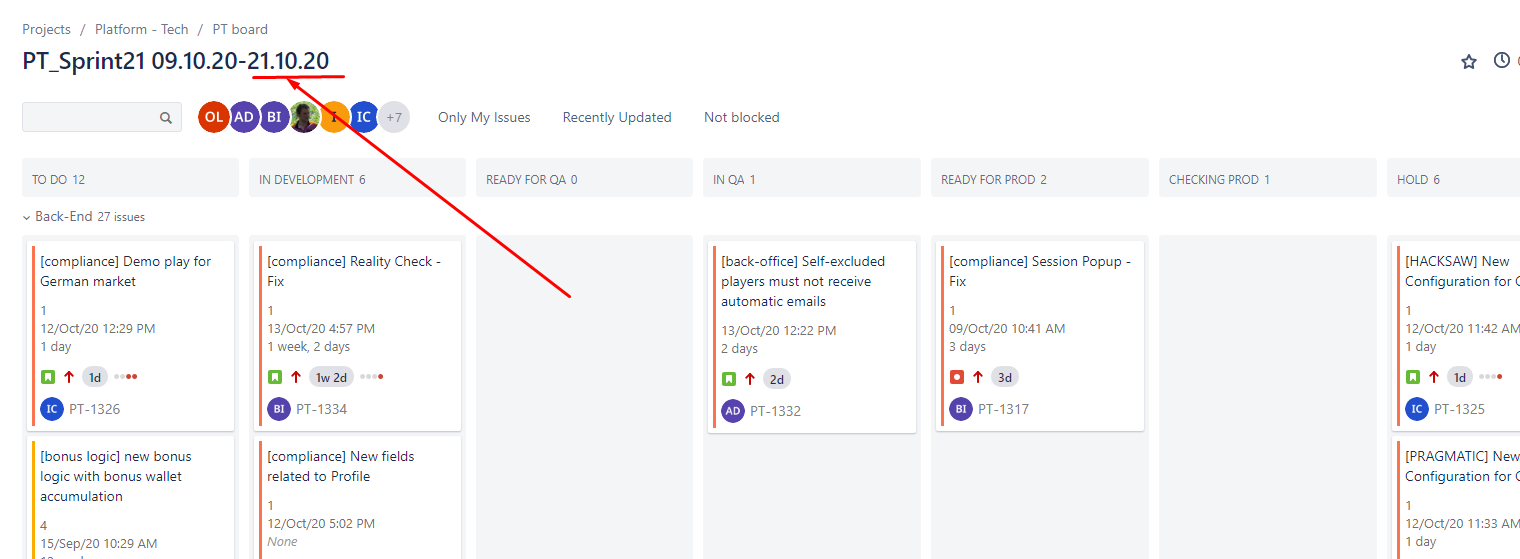 Projects / Platform - Tech / PT board
PT_Sprint21 09.10.20-21.10.20
OL AD BI I IC +7 Only My Issues Recently Updated Not blocked
TO DO 12
IN DEVELOPMENT 6
READY FOR QA 0
IN QA 1
READY FOR PROD 2
CHECKING PROD 1
HOLD 6
Back-End 27 issues
[compliance] Demo play for
German market
1
12/Oct/20 12:29 PM
1 day
1d
IC PT-1326
[bonus logic] new bonus
logic with bonus wallet
accumulation
4
15/Sep/20 10:29 AM
[compliance] Reality Check -
Fix
1
13/Oct/20 4:57 PM
1 week, 2 days
1w 2d
BI PT-1334
[compliance] New fields
related to Profile
1
12/Oct/20 5:02 PM
None
[back-office] Self-excluded
players must not receive
automatic emails
13/Oct/20 12:22 PM
2 days
2d
AD PT-1332
[compliance] Session Popup -
Fix
1
09/Oct/20 10:41 AM
3 days
3d
BI PT-1317
[HACKSAW] New
Configuration for
1
12/Oct/20 11:42 AM
1 day
1d
IC PT-1325
[PRAGMATIC] New
Configuration for
1
12/Oct/20 11:33 AM
1 day